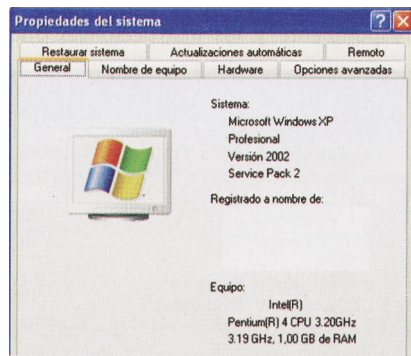 Propiedades del sistema
Restaurar sistema
Actualizaciones automáticas
Remoto
General
Nombre de equipo
Hardware
Opciones avanzadas
Sistema:
Microsoft Windows XP
Profesional
Versión 2002
Service Pack 2
Registrado a nombre de:
Equipo:
Intel(R)
Pentium(R) 4 CPU 3.20GHz
3.19 GHz, 1,00 GB de RAM